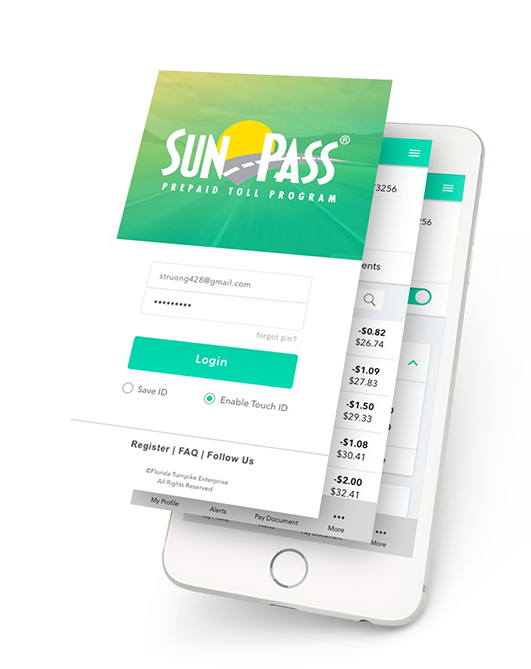 SUN PASS®
PREPAID TOLL PROGRAM
struong428@gmail.com
•••••••••
forgot pin?
Login
Save ID
Enable Touch ID
Register | FAQ | Follow Us
©Florida Turnpike Enterprise
All Rights Reserved
3256
256
ents
-$0.82
$26.74
-$1.09
$27.83
-$1.50
$29.33
-$1.08
$30.41
-$2.00
$32.41
My Profile
Alerts
Pay Document
More
More